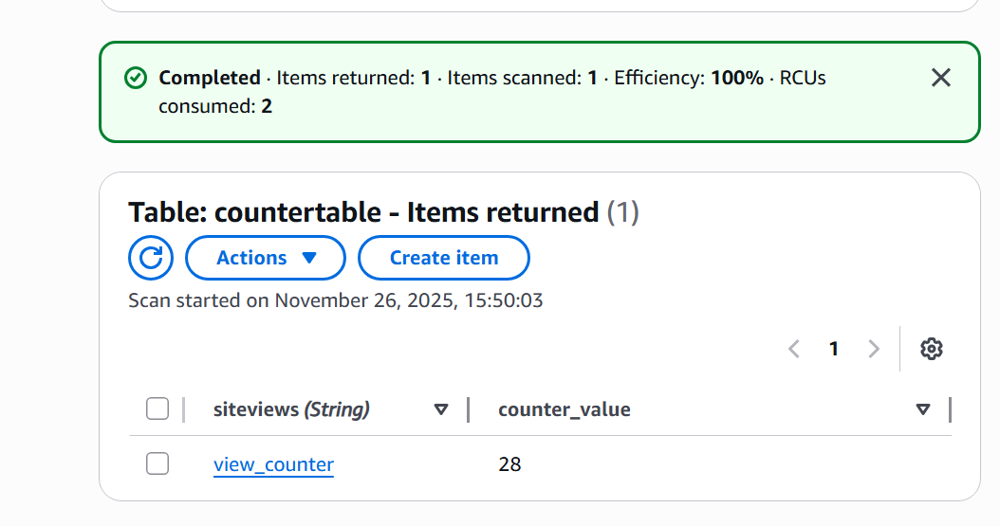 Completed · Items returned: 1 · Items scanned: 1 · Efficiency: 100% · RCUs
consumed: 2
Table: countertable - Items returned (1)
Actions
Create item
Scan started on November 26, 2025, 15:50:03
1
siteviews (String)
counter_value
view_counter
28